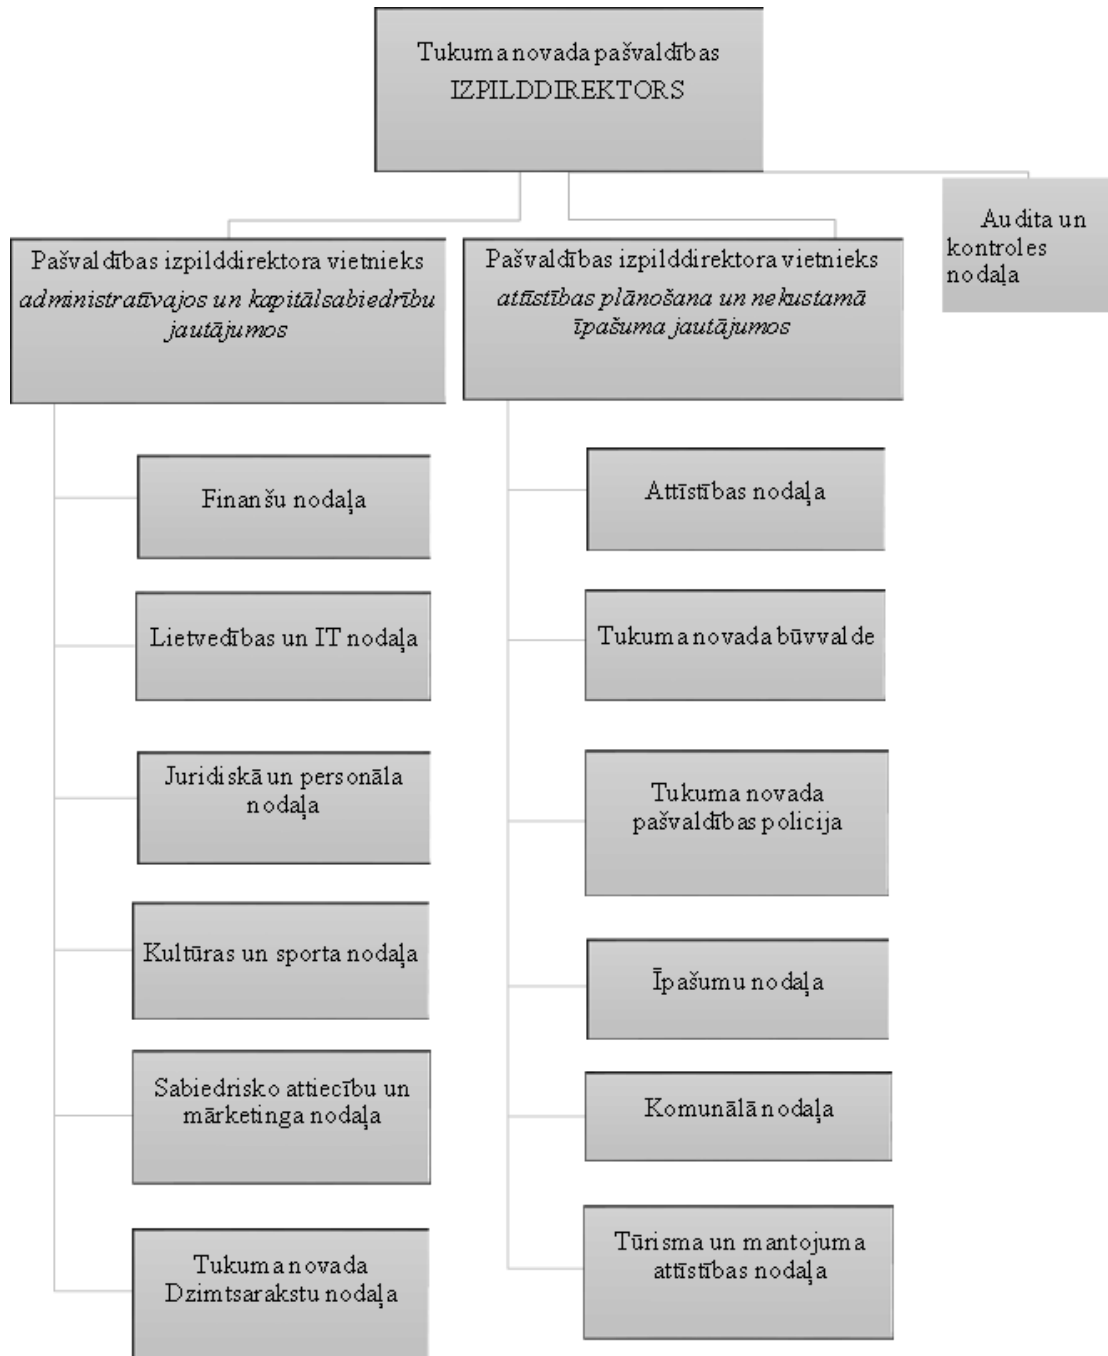 Tukuma novada pašvaldības
IZPILDDIREKTORS
Audita un
kontroles
nodaļa
Pašvaldības izpilddirektora vietnieks
administratīvajos un kapitālsabiedrību
jautājumos
Pašvaldības izpilddirektora vietnieks
attīstības plānošana un nekustamā
īpašuma jautājumos
Finanšu nodaļa
Lietvedības un IT nodaļa
Juridiskā un personāla
nodaļa
Kultūras un sporta nodaļa
Sabiedrisko attiecību un
mārketinga nodaļa
Tukuma novada
Dzimtsarakstu nodaļa
Attīstības nodaļa
Tukuma novada būvvalde
Tukuma novada
pašvaldības policija
Īpašumu nodaļa
Komunālā nodaļa
Tūrisma un mantojuma
attīstības nodaļa